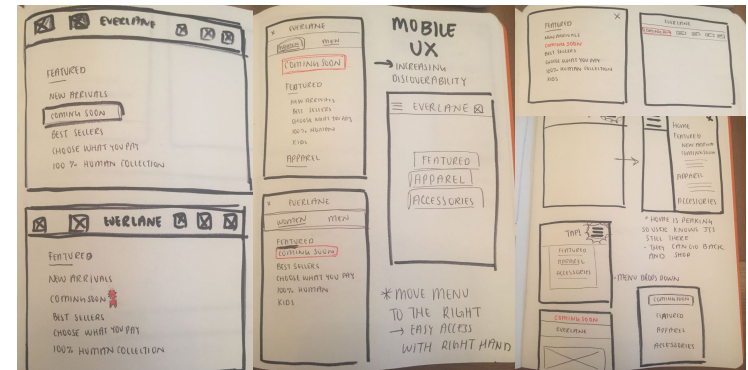 EVERLANE
FEATURED
NEW ARRIVALS
COMING SOON
BEST SELLERS
CHOOSE WHAT YOU PAY
100% HUMAN COLLECTION
EVERLANE
FEATURED
NEW ARRIVALS
COMING SOON
BEST SELLERS
CHOOSE WHAT YOU PAY
100% HUMAN COLLECTION
x EVERLANE
WOMEN MEN
COMING SOON
FEATURED
NEW ARRIVALS
BEST SELLERS
CHOOSE WHAT YOU PAY
100% HUMAN
KIDS
APPAREL
x EVERLANE
WOMEN MEN
FEATURED
COMING SOON
BEST SELLERS
CHOOSE WHAT YOU PAY
100% HUMAN
KIDS
MOBILE
UX
→ INCREASING
DISCOVERABILITY
EVERLANE
FEATURED
APPAREL
ACCESSORIES
* MOVE MENU
TO THE RIGHT
→ EASY ACCESS
WITH RIGHT HAND
x
FEATURED
NEW ARRIVALS
COMING SOON
BEST SELLERS
CHOOSE WHAT YOU PAY
100% HUMAN COLLECTION
KIDS
EVERLANE
x
HOME
FEATURED
NEW ARRIVALS
COMING SOON
APPAREL
ACCESSORIES
* HOME IS PEAKING
SO USER KNOWS IT'S
STILL THERE
- THEY CAN GO BACK
AND SHOP
TAP!
FEATURED
APPAREL
ACCESSORIES
- MENU DROPS DOWN
COMING SOON
EVERLANE
COMING SOON
FEATURED
APPAREL
ACCESSORIES